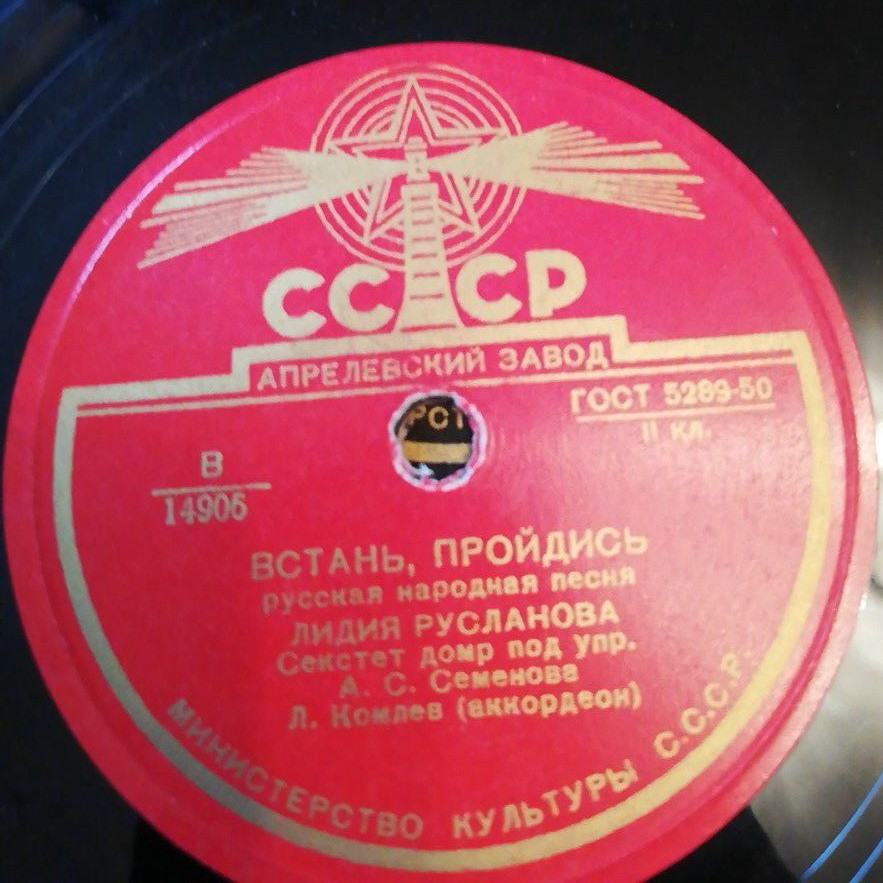 СССР
АПРЕЛЕВСКИЙ ЗАВОД
ГОСТ 5289-50
II кл.
В
14906
ВСТАНЬ, ПРОЙДИСЬ
русская народная песня
ЛИДИЯ РУСЛАНОВА
Секстет домр под упр.
А. С. Семенова
Л. Комлев (аккордеон)
МИНИСТЕРСТВО КУЛЬТУРЫ С.С.С.Р.